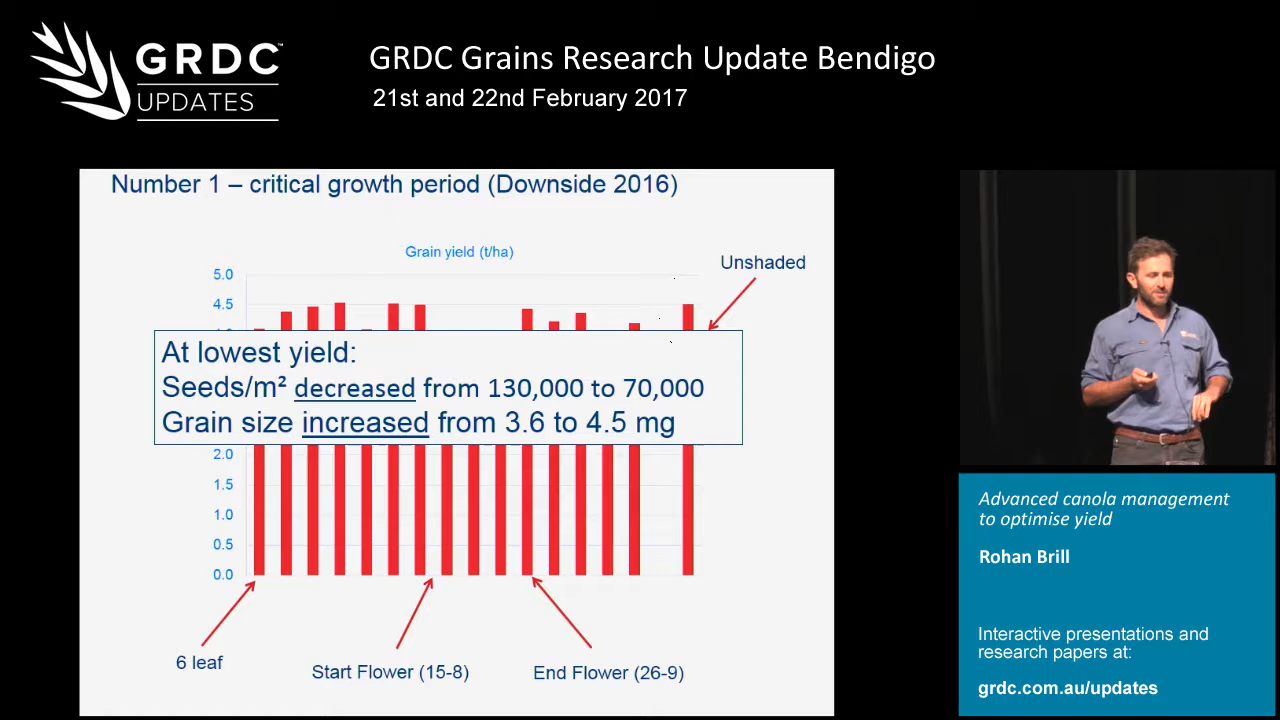 GRDC™
UPDATES
GRDC Grains Research Update Bendigo
21st and 22nd February 2017
Number 1 – critical growth period (Downside 2016)
Grain yield (t/ha)
Unshaded
5.0
4.5
At lowest yield:
Seeds/m² decreased from 130,000 to 70,000
Grain size increased from 3.6 to 4.5 mg
2.0
1.5
1.0
0.5
0.0
6 leaf
Start Flower (15-8)
End Flower (26-9)
Advanced canola management
to optimise yield
Rohan Brill
Interactive presentations and
research papers at:
grdc.com.au/updates